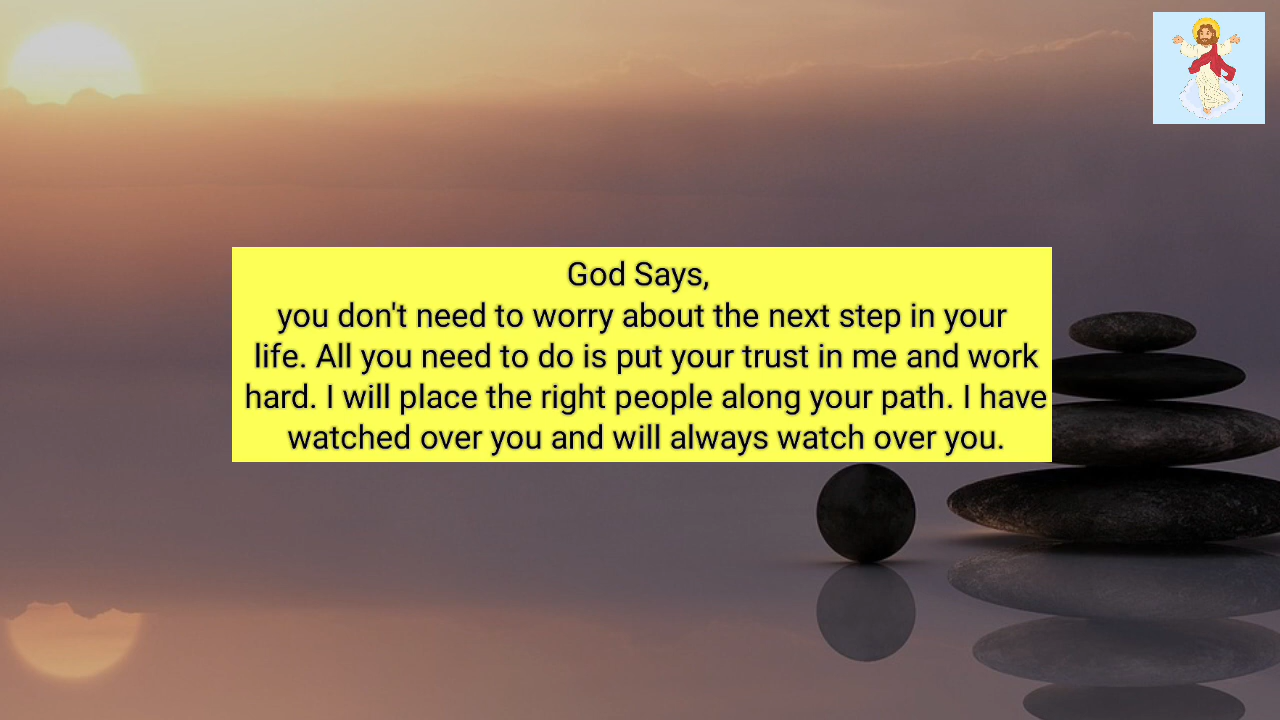 God Says,
you don't need to worry about the next step in your
life. All you need to do is put your trust in me and work
hard. I will place the right people along your path. I have
watched over you and will always watch over you.